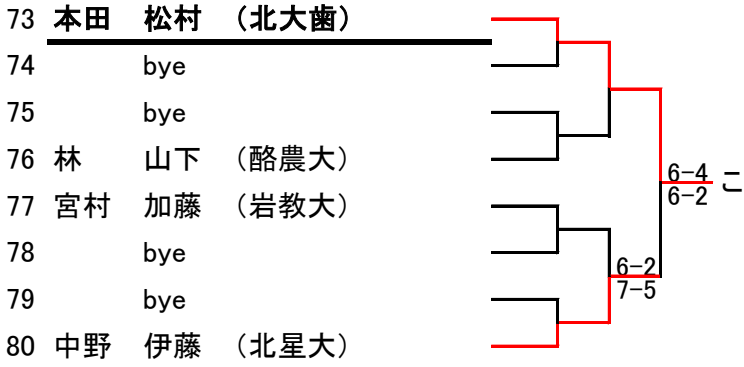 73 本田 松村 （北大歯）
74 bye
75 bye
76 林 山下 （酪農大）
6-4
こ
77 宮村 加藤 （岩教大）
6-2
78 bye
6-2
79 bye
7-5
80 中野 伊藤 （北星大）